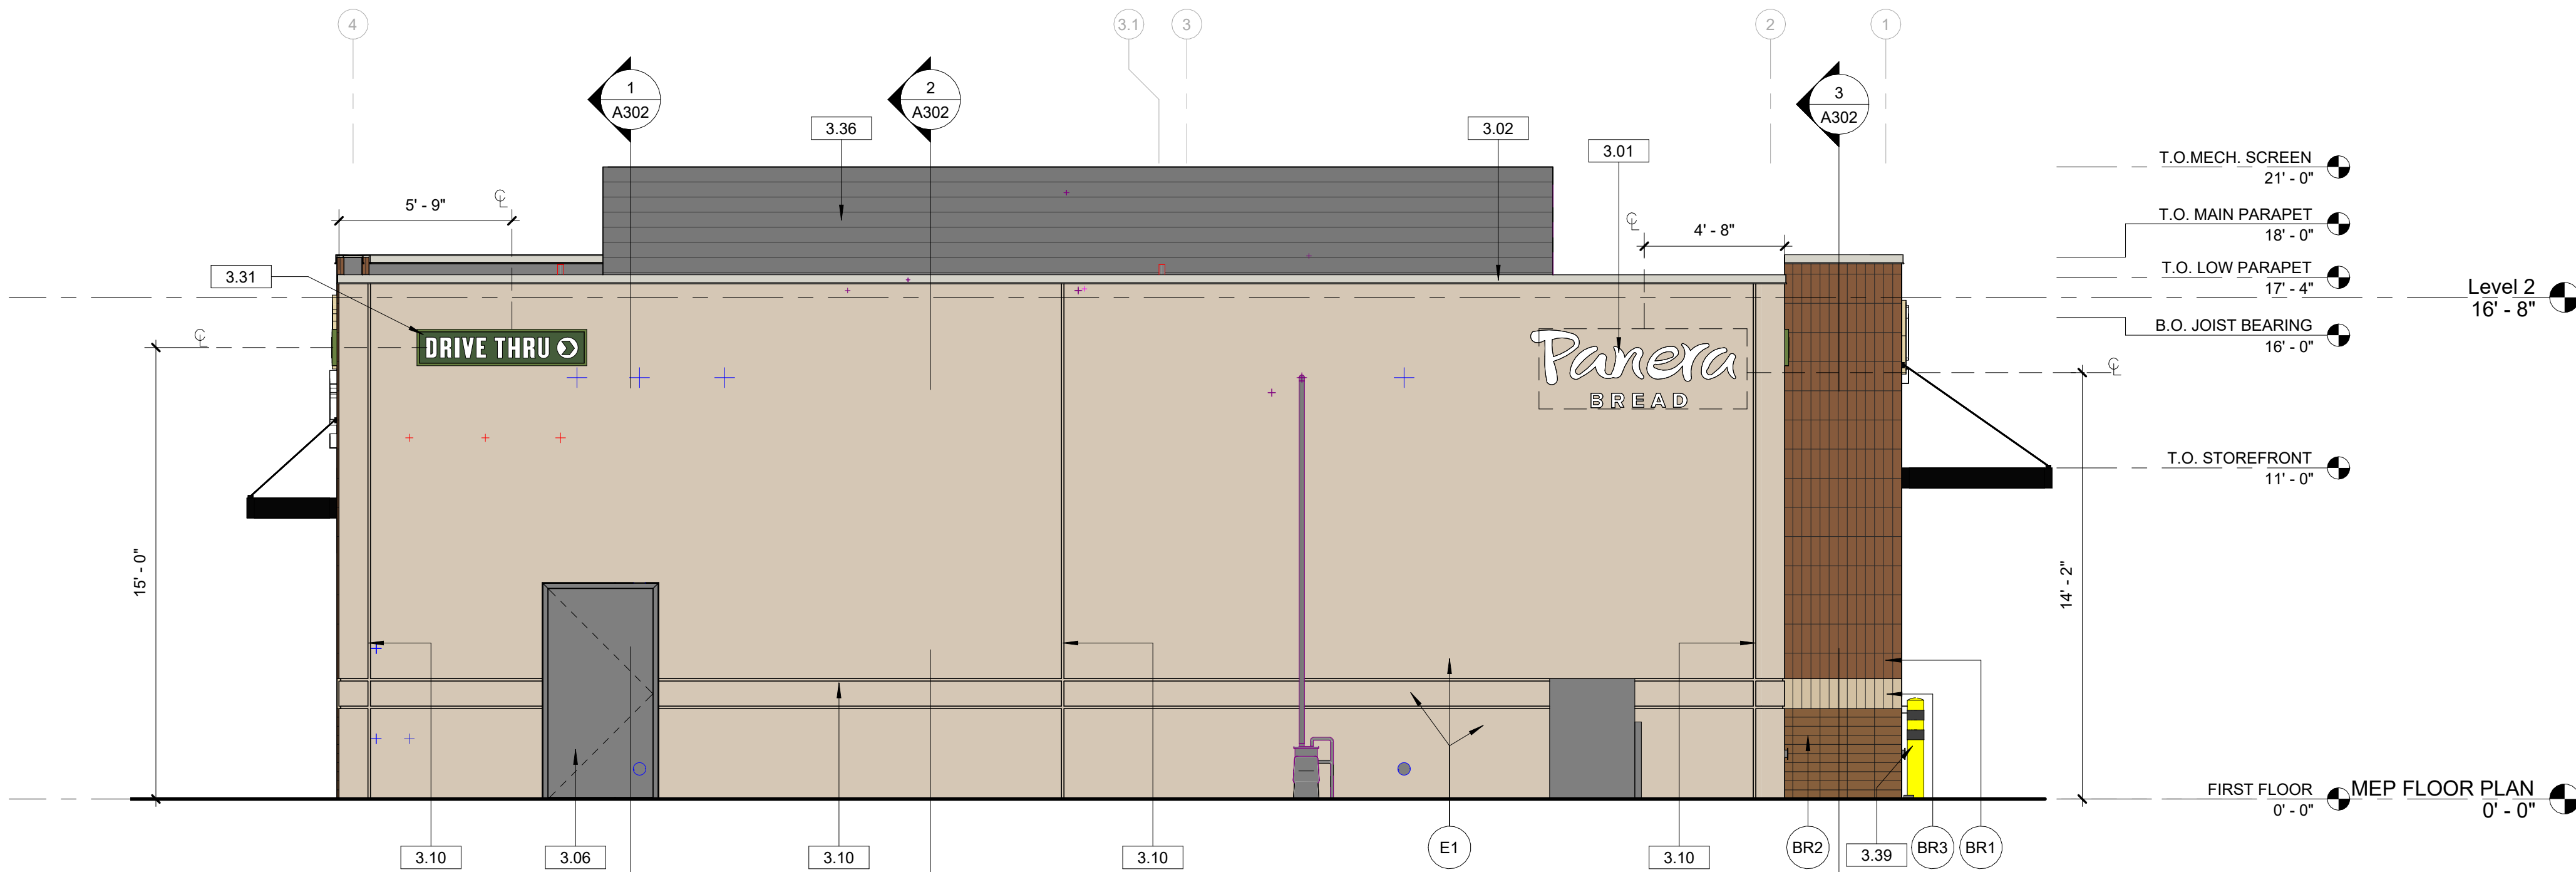 4
3.1
3
2
1
1
A302
2
A302
3
A302
3.36
3.02
3.01
T.O.MECH. SCREEN
21' - 0"
5' - 9"
CL
CL
4' - 8"
T.O. MAIN PARAPET
18' - 0"
3.31
T.O. LOW PARAPET
17' - 4"
Level 2
16' - 8"
CL
DRIVE THRU
Panera
BREAD
B.O. JOIST BEARING
16' - 0"
CL
T.O. STOREFRONT
11' - 0"
15' - 0"
14' - 2"
FIRST FLOOR
0' - 0"
MEP FLOOR PLAN
0' - 0"
3.10
3.06
3.10
3.10
E1
3.10
BR2
3.39
BR3
BR1